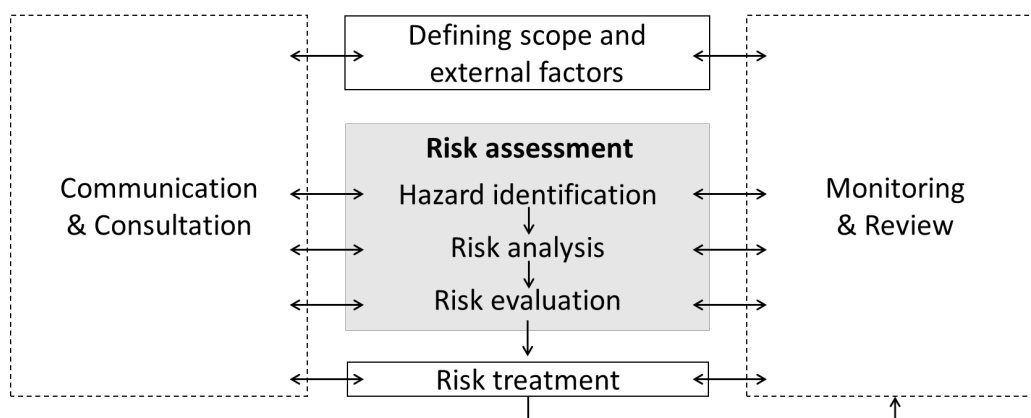 Defining scope and
external factors
Risk assessment
Communication
& Consultation
Hazard identification
Risk analysis
Risk evaluation
Monitoring
& Review
Risk treatment